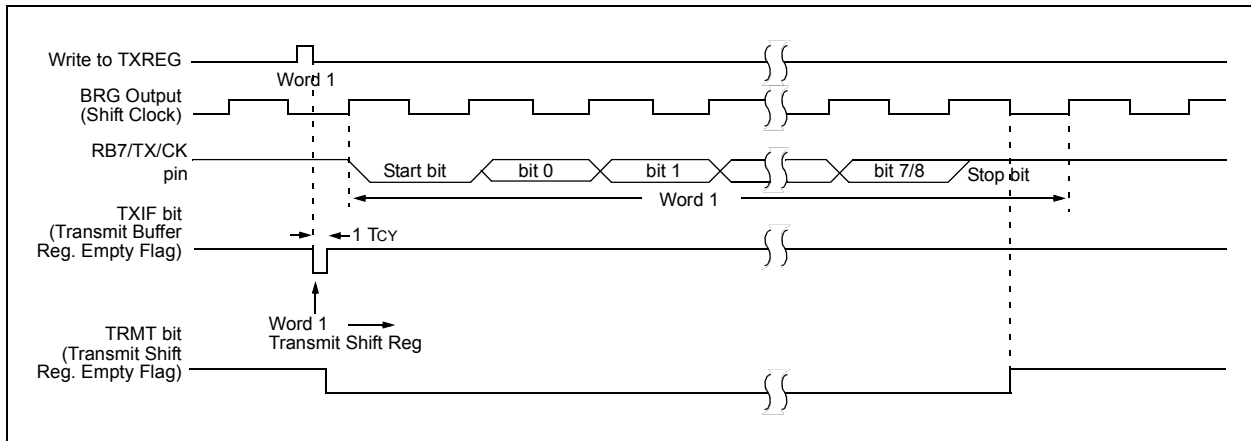 Write to TXREG
Word 1
BRG Output
(Shift Clock)
RB7/TX/CK
pin
Start bit
bit 0
bit 1
bit 7/8
Stop bit
Word 1
TXIF bit
(Transmit Buffer
Reg. Empty Flag)
1 TCY
Word 1
Transmit Shift Reg
TRMT bit
(Transmit Shift
Reg. Empty Flag)